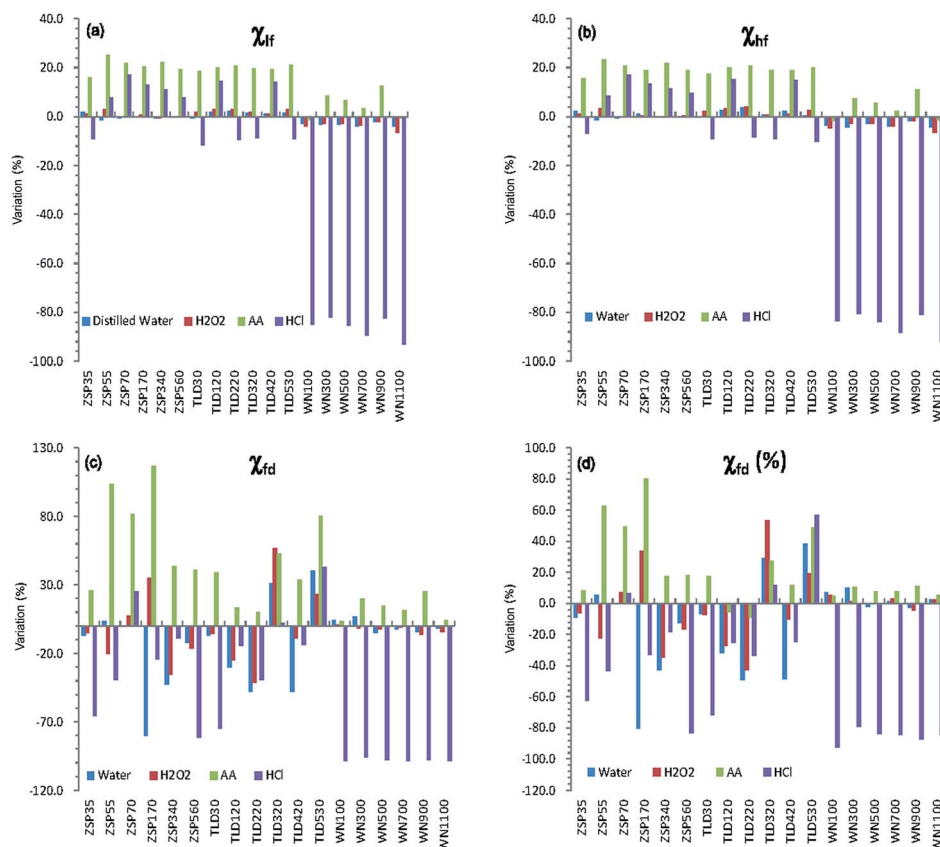 (a) χlf
40.0
20.0
0.0
-20.0
-40.0
-60.0
-80.0
-100.0
Variation (%)
Distilled Water H2O2 AA HCl
ZSP35 ZSP55 ZSP70 ZSP170 ZSP340 ZSP560 TLD30 TLD120 TLD220 TLD320 TLD420 TLD530 WN100 WN300 WN500 WN700 WN900 WN1100
(b) χhf
40.0
20.0
0.0
-20.0
-40.0
-60.0
-80.0
-100.0
Variation (%)
Water H2O2 AA HCl
ZSP35 ZSP55 ZSP70 ZSP170 ZSP340 ZSP560 TLD30 TLD120 TLD220 TLD320 TLD420 TLD530 WN100 WN300 WN500 WN700 WN900 WN1100
(c) χfd
130.0
80.0
30.0
-20.0
-70.0
-120.0
Variation (%)
Water H2O2 AA HCl
ZSP35 ZSP55 ZSP70 ZSP170 ZSP340 ZSP560 TLD30 TLD120 TLD220 TLD320 TLD420 TLD530 WN100 WN300 WN500 WN700 WN900 WN1100
(d) χfd (%)
100.0
80.0
60.0
40.0
20.0
0.0
-20.0
-40.0
-60.0
-80.0
-100.0
-120.0
Variation (%)
Water H2O2 AA HCl
ZSP35 ZSP55 ZSP70 ZSP170 ZSP340 ZSP560 TLD30 TLD120 TLD220 TLD320 TLD420 TLD530 WN100 WN300 WN500 WN700 WN900 WN1100